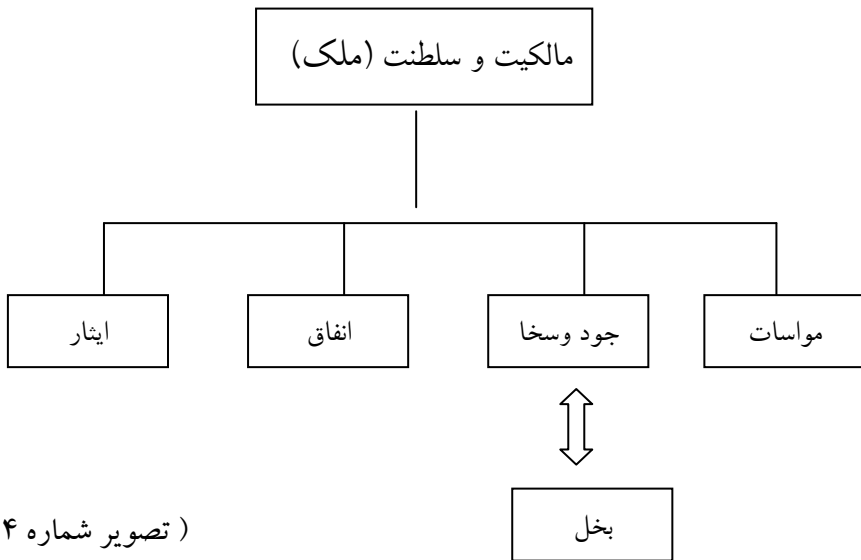 مالکیت و سلطنت (ملک)
مواسات
جود وسخا
انفاق
ایثار
بخل
( تصویر شماره ۴